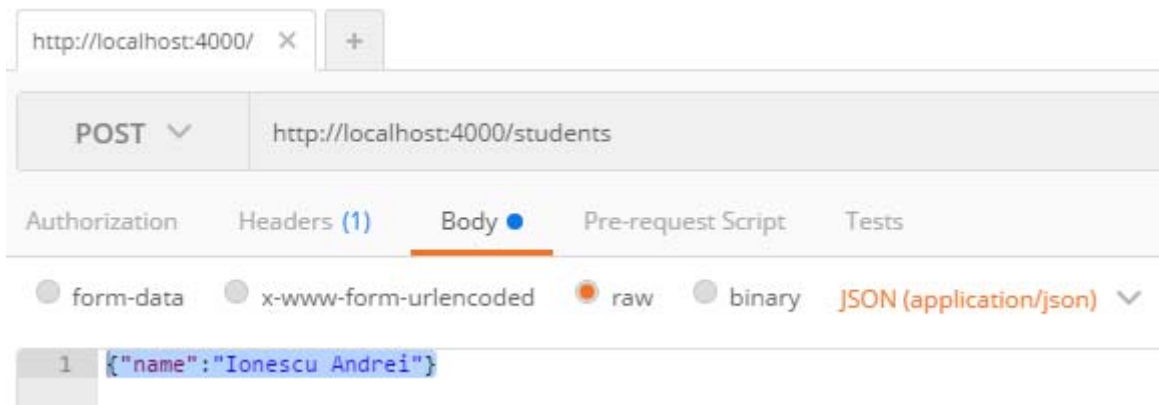 http://localhost:4000/ × +
POST http://localhost:4000/students
Authorization Headers (1) Body Pre-request Script Tests
form-data x-www-form-urlencoded raw binary JSON (application/json)
1 {"name":"Ionescu Andrei"}